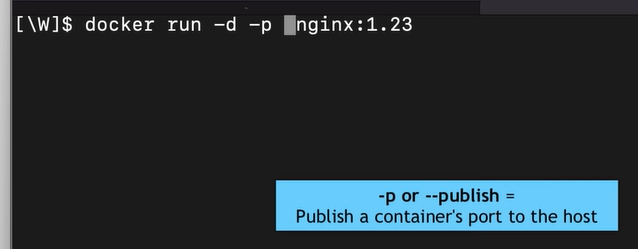 [\W]$ docker run -d -p nginx:1.23
-p or --publish =
Publish a container's port to the host